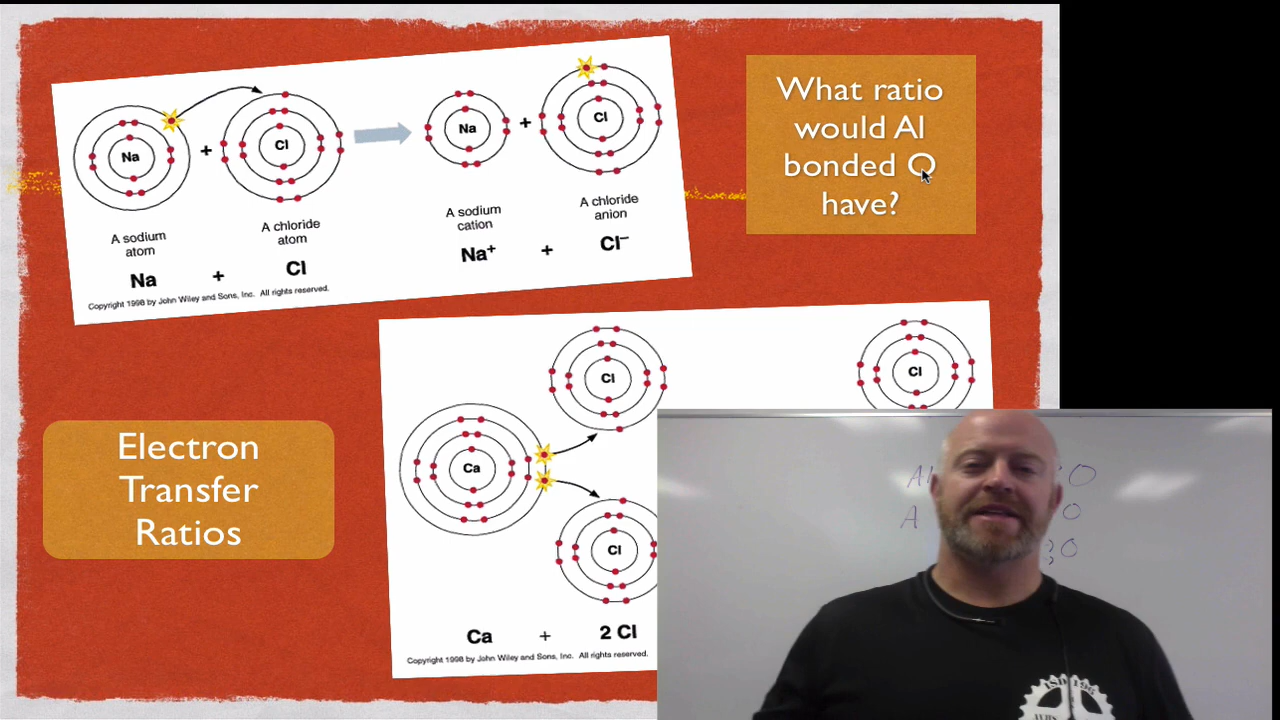 What ratio
would Al
bonded O
have?
Na
+
Cl
Na
+
Cl
A sodium
atom
A chloride
atom
A sodium
cation
A chloride
anion
Na + Cl
Na⁺ + Cl⁻
Copyright 1998 by John Wiley and Sons, Inc. All rights reserved.
Electron
Transfer
Ratios
Ca
Cl
Cl
Cl
Ca + 2 Cl
Copyright 1998 by John Wiley and Sons, Inc. All rights reserved.
A O
A O
O